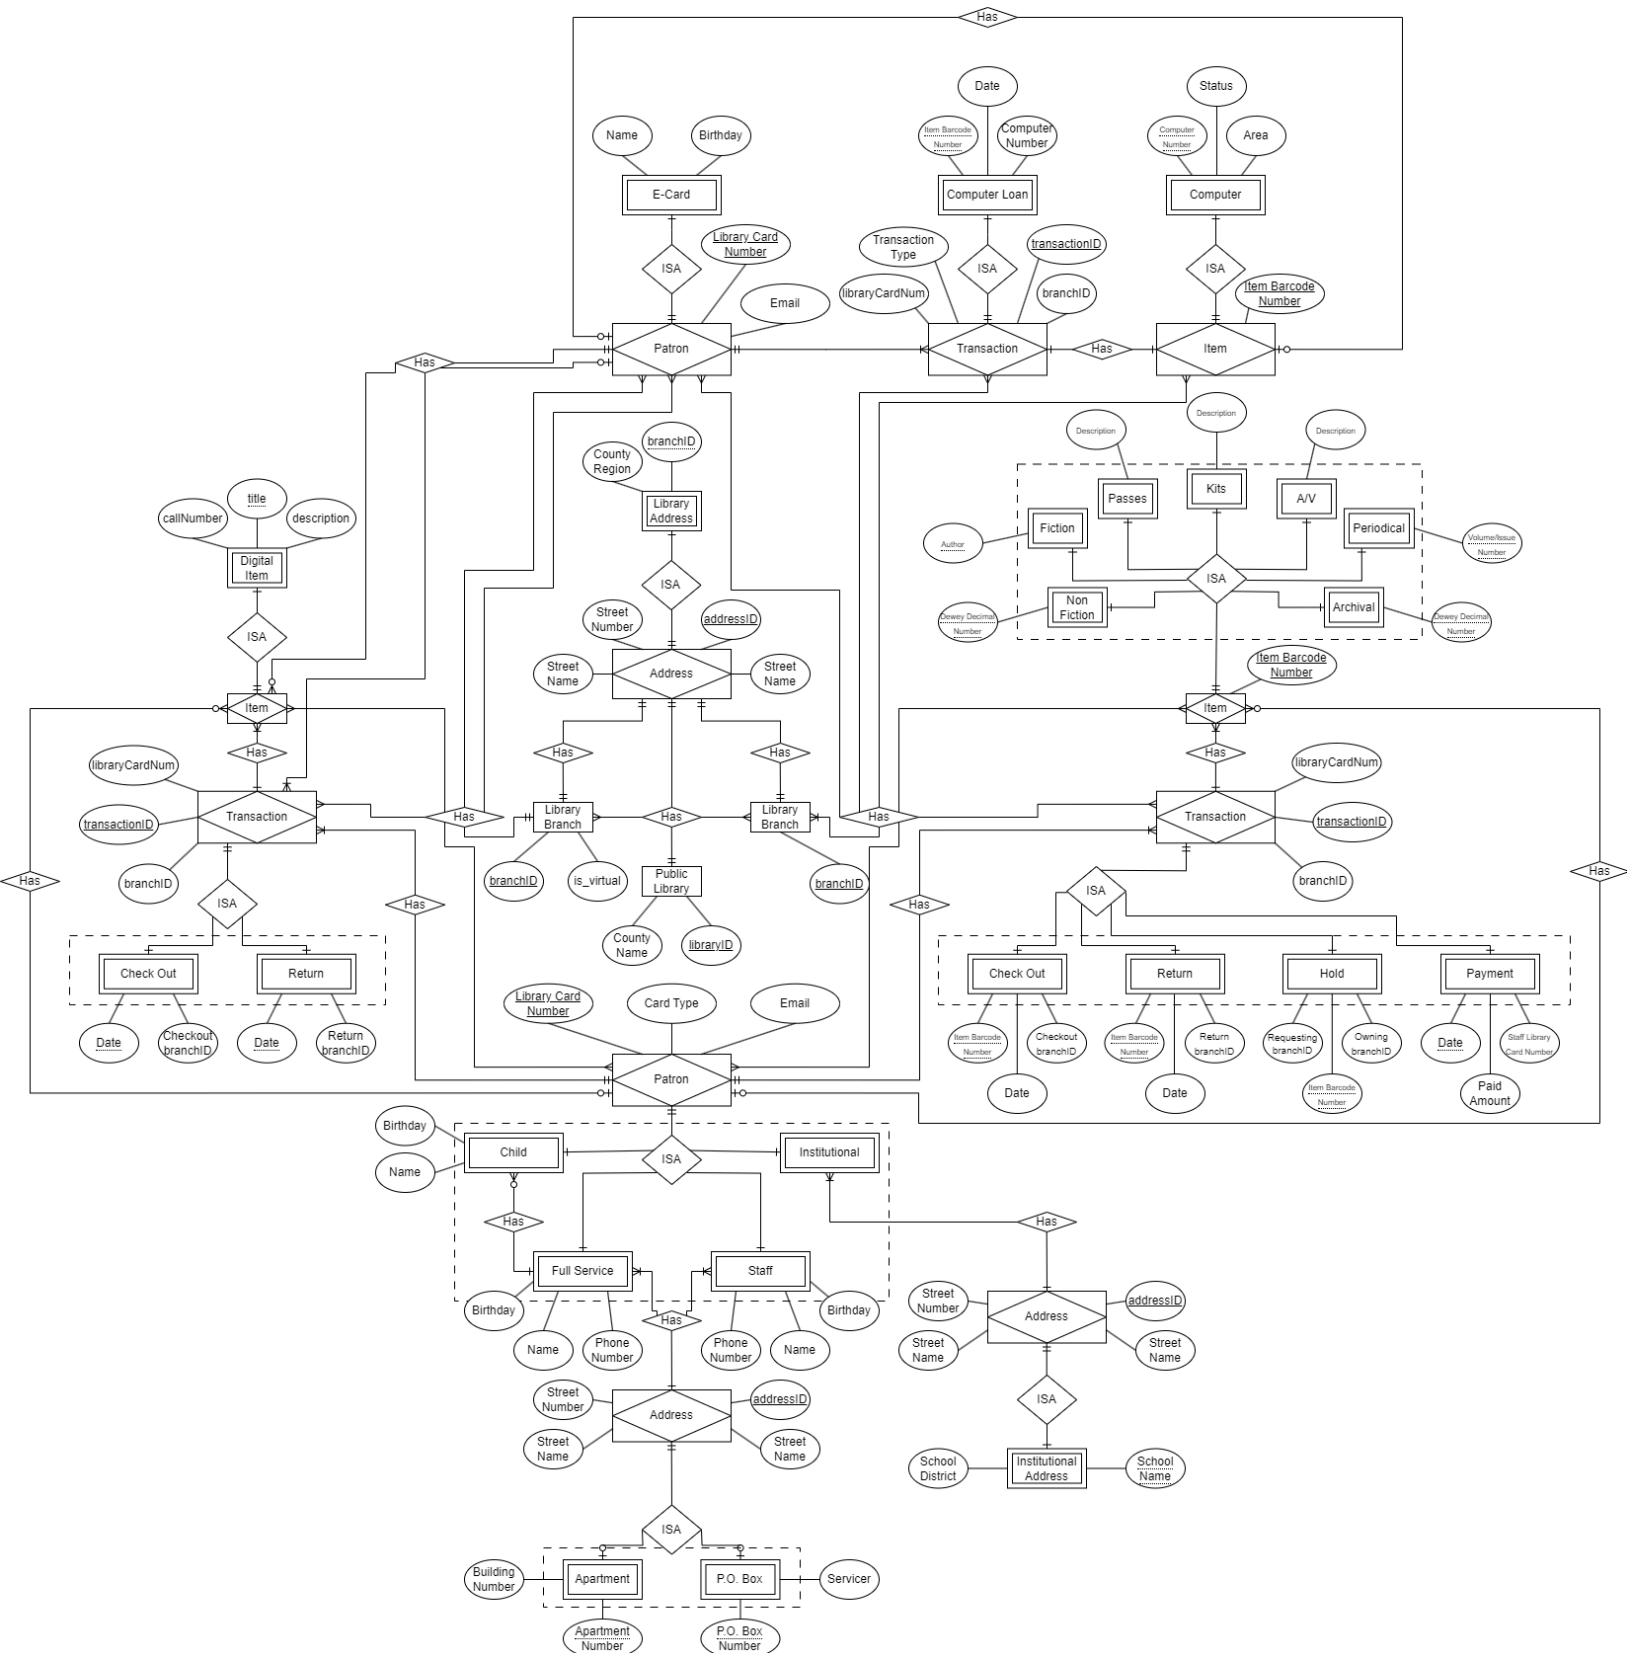 Has
Date
Status
Name
Birthday
Item Barcode
Number
Computer
Number
Computer
Number
Area
E-Card
Computer Loan
Computer
Library Card
Number
Transaction
Type
transactionID
ISA
ISA
ISA
Email
libraryCardNum
branchID
Item Barcode
Number
Patron
Transaction
Has
Item
Has
Description
Description
Description
branchID
County
Region
Library
Address
Passes
Kits
A/V
Fiction
Periodical
Author
Volume/Issue
Number
title
callNumber
description
Digital
Item
ISA
ISA
ISA
Non
Fiction
Archival
Dewey Decimal
Number
Dewey Decimal
Number
Street
Number
addressID
Street
Name
Address
Street
Name
Item Barcode
Number
Item
Item
Has
Has
Has
Has
libraryCardNum
libraryCardNum
transactionID
Transaction
Has
Library
Branch
Has
Library
Branch
Has
Transaction
transactionID
branchID
branchID
is_virtual
Public
Library
branchID
branchID
Has
Has
ISA
Has
Has
ISA
County
Name
libraryID
Check Out
Return
Check Out
Return
Hold
Payment
Library Card
Number
Card Type
Email
Date
Checkout
branchID
Date
Return
branchID
Item Barcode
Number
Checkout
branchID
Item Barcode
Number
Return
branchID
Requesting
branchID
Owning
branchID
Date
Staff Library
Card Number
Date
Date
Item Barcode
Number
Paid
Amount
Patron
Birthday
Name
Child
ISA
Institutional
Has
Has
Full Service
Staff
Birthday
Birthday
Has
Name
Phone
Number
Phone
Number
Name
Street
Number
addressID
Address
Street
Name
Street
Name
Street
Number
addressID
Address
Street
Name
Street
Name
ISA
School
District
Institutional
Address
School
Name
ISA
Building
Number
Apartment
P.O. Box
Servicer
Apartment
Number
P.O. Box
Number